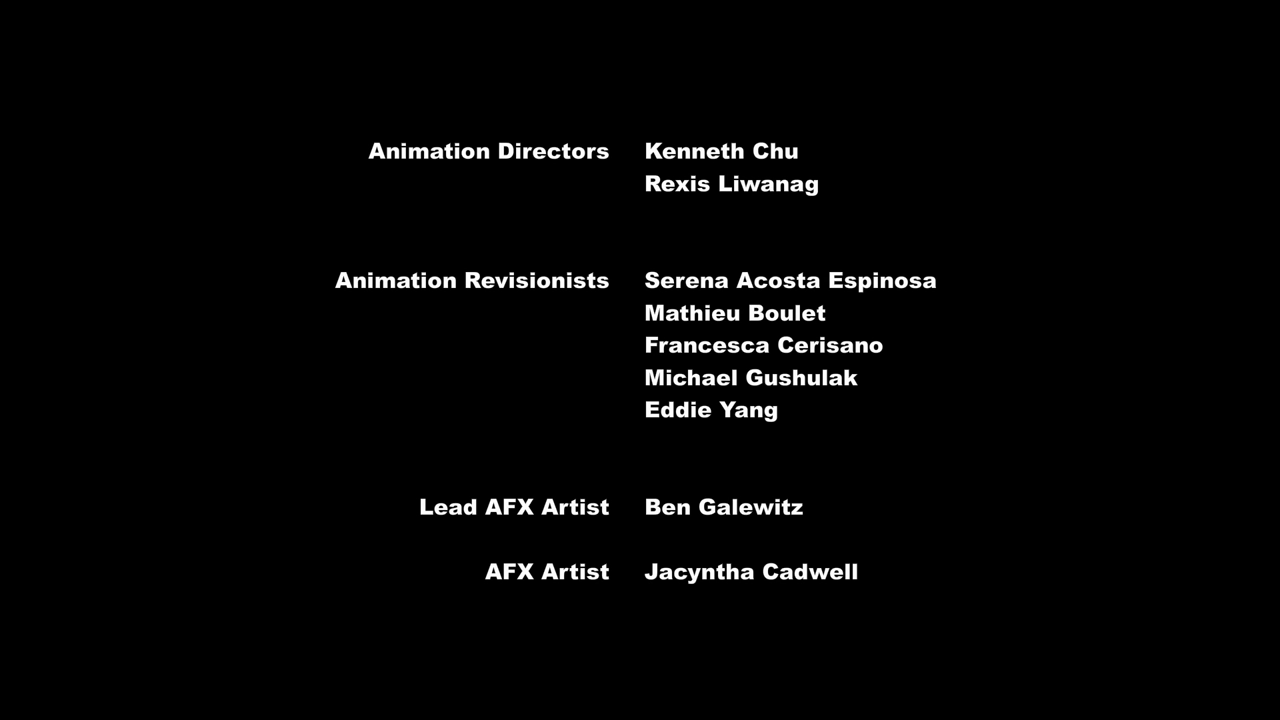 Animation Directors Kenneth Chu
Rexis Liwanag
Animation Revisionists Serena Acosta Espinosa
Mathieu Boulet
Francesca Cerisano
Michael Gushulak
Eddie Yang
Lead AFX Artist Ben Galewitz
AFX Artist Jacyntha Cadwell